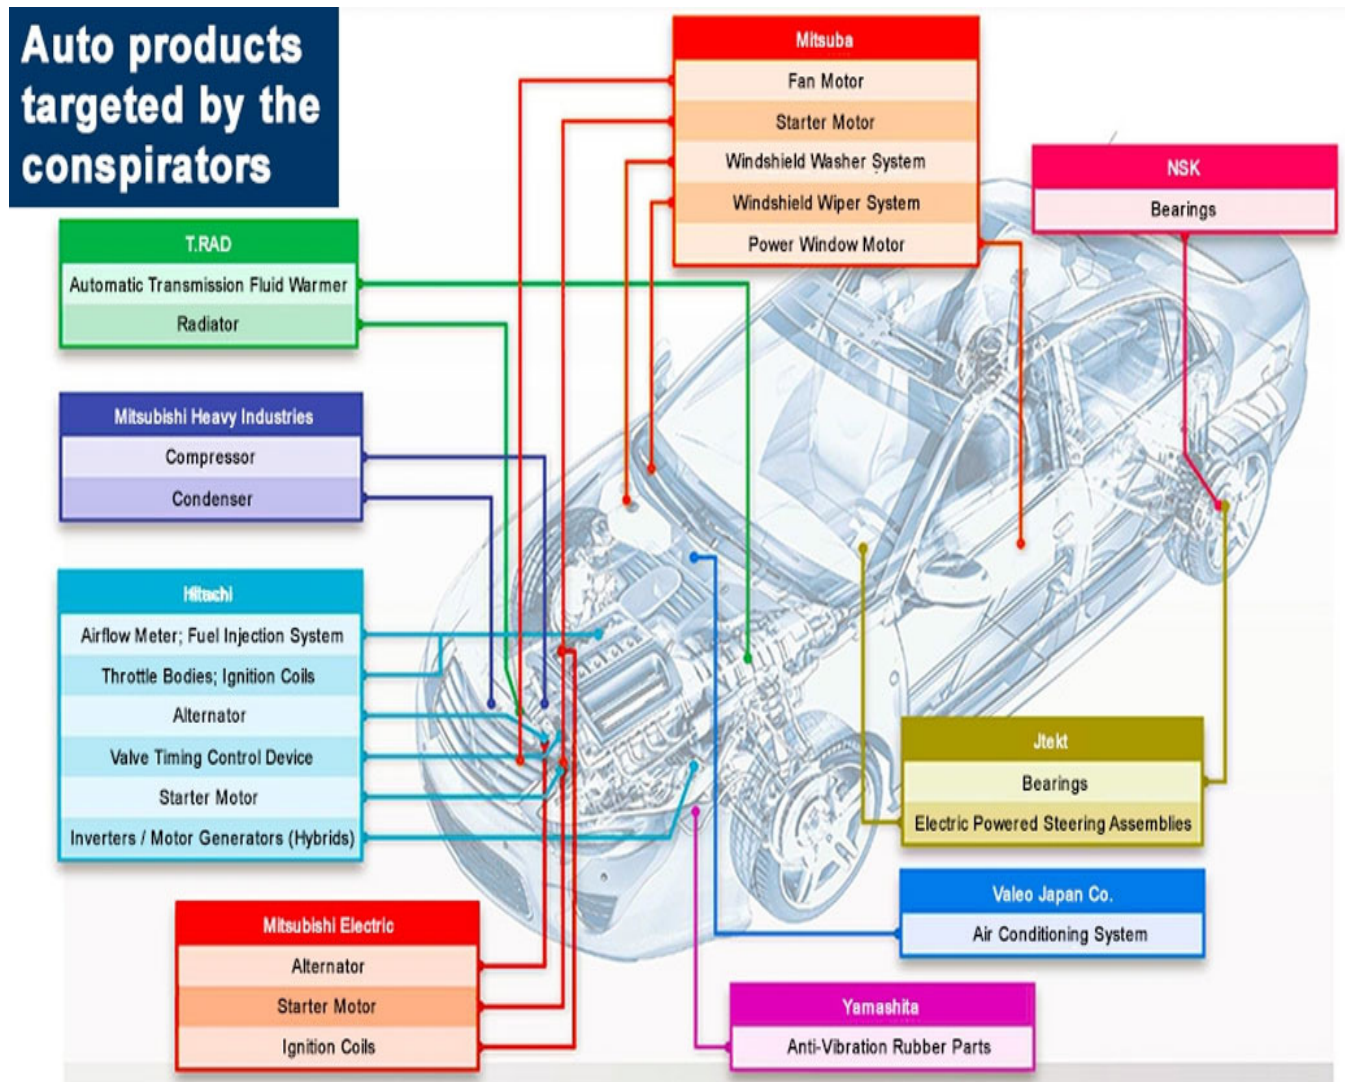 Auto products
targeted by the
conspirators
Mitsuba
Fan Motor
Starter Motor
Windshield Washer System
Windshield Wiper System
Power Window Motor
NSK
Bearings
T.RAD
Automatic Transmission Fluid Warmer
Radiator
Mitsubishi Heavy Industries
Compressor
Condenser
Hitachi
Airflow Meter; Fuel Injection System
Throttle Bodies; Ignition Coils
Alternator
Valve Timing Control Device
Starter Motor
Inverters / Motor Generators (Hybrids)
Jtekt
Bearings
Electric Powered Steering Assemblies
Valeo Japan Co.
Air Conditioning System
Mitsubishi Electric
Alternator
Starter Motor
Ignition Coils
Yamashita
Anti-Vibration Rubber Parts